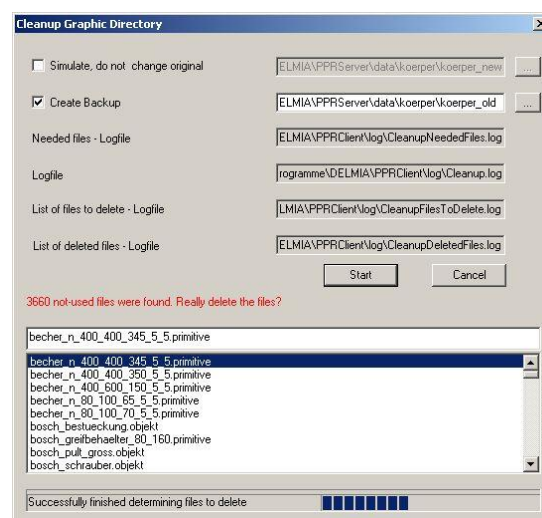 Cleanup Graphic Directory
Simulate, do not change original
ELMIA\PPRServer\data\koerper\koerper_new
...
Create Backup
ELMIA\PPRServer\data\koerper\koerper_old
...
Needed files - Logfile
ELMIA\PPRClient\log\CleanupNeededFiles.log
Logfile
rogramme\DELMIA\PPRClient\log\Cleanup.log
List of files to delete - Logfile
LMIA\PPRClient\log\CleanupFilesToDelete.log
List of deleted files - Logfile
ELMIA\PPRClient\log\CleanupDeletedFiles.log
Start
Cancel
3660 not-used files were found. Really delete the files?
becher_n_400_400_345_5_5.primitive
becher_n_400_400_345_5_5.primitive
becher_n_400_400_350_5_5.primitive
becher_n_400_600_150_5_5.primitive
becher_n_80_100_65_5_5.primitive
becher_n_80_100_70_5_5.primitive
bosch_bestueckung.objekt
bosch_greifbehaelter_80_160.primitive
bosch_pult_gross.objekt
bosch_schrauber.objekt
Successfully finished determining files to delete